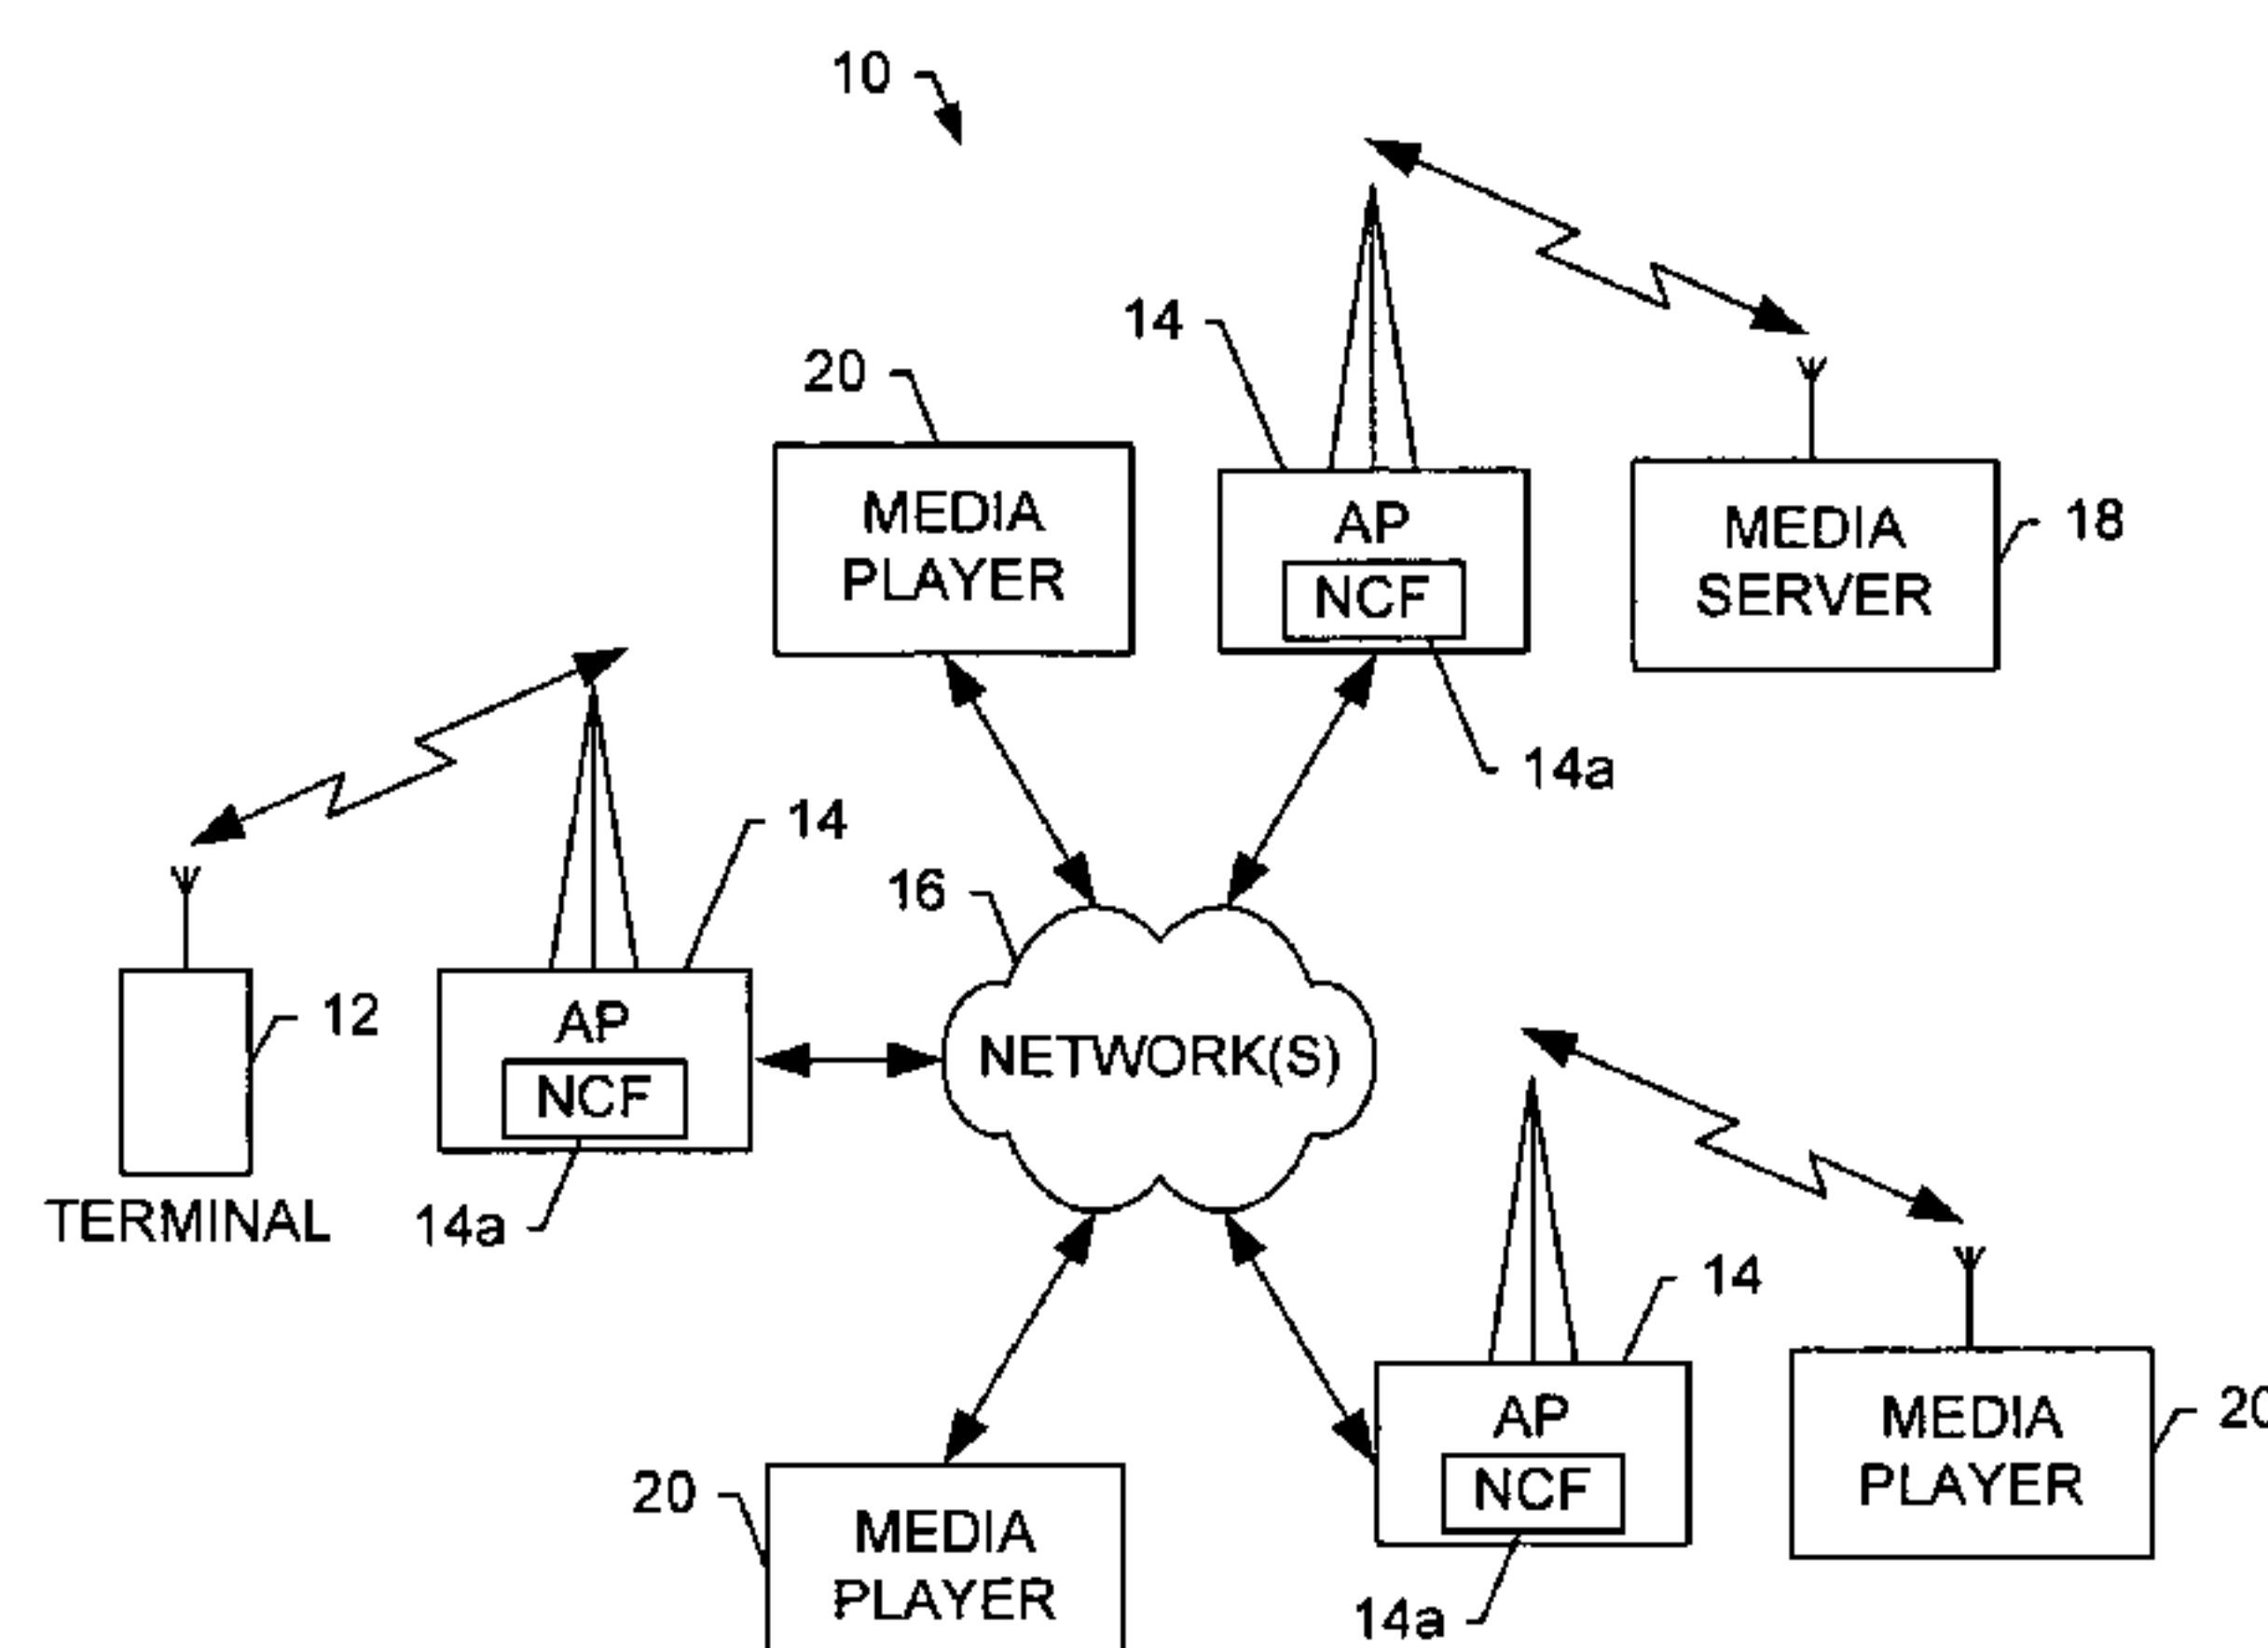 10
14
20
MEDIA
PLAYER
AP
NCF
MEDIA
SERVER
18
14a
14
16
12
AP
NCF
NETWORK(S)
TERMINAL
14a
14
AP
NCF
MEDIA
PLAYER
20
20
MEDIA
PLAYER
14a